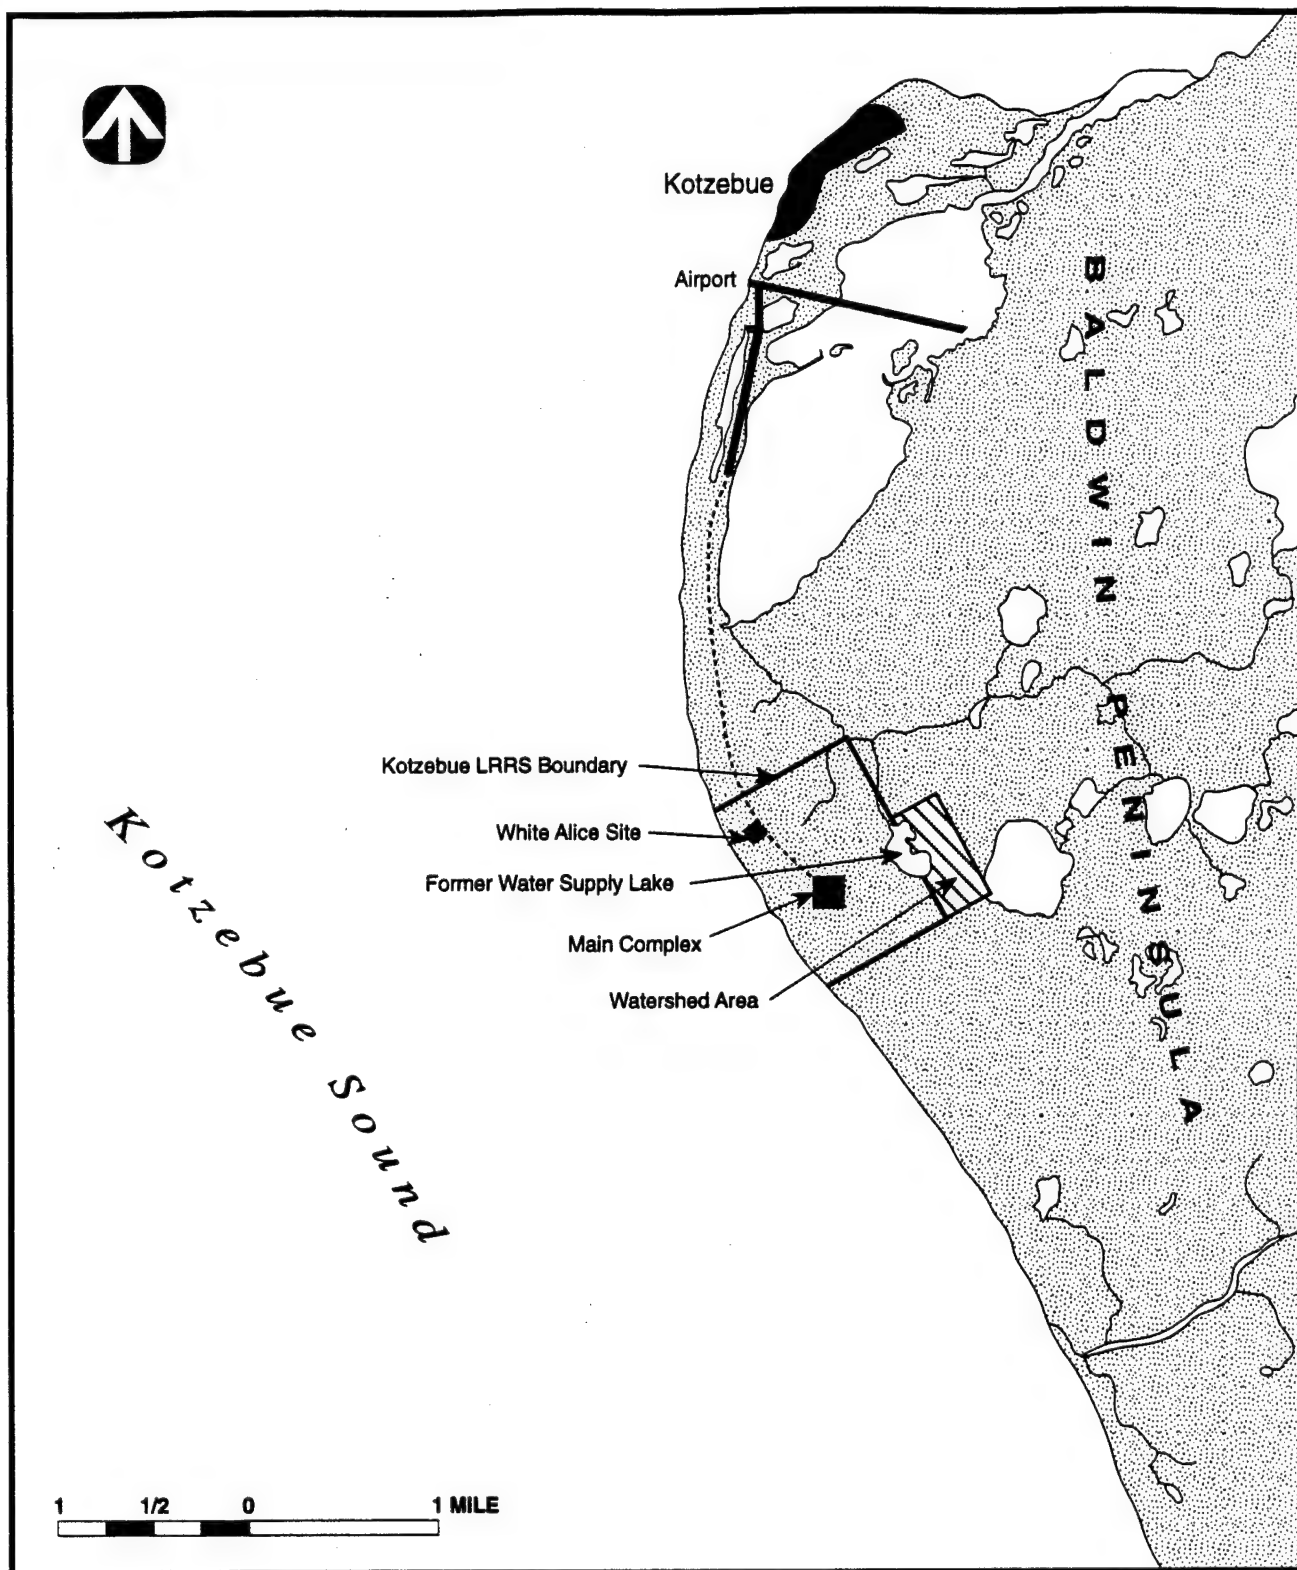 Kotzebue
Airport
BALDWIN
PENINSULA
Kotzebue LRRS Boundary
White Alice Site
Former Water Supply Lake
Main Complex
Watershed Area
Kotzebue Sound
1 1/2 0 1 MILE